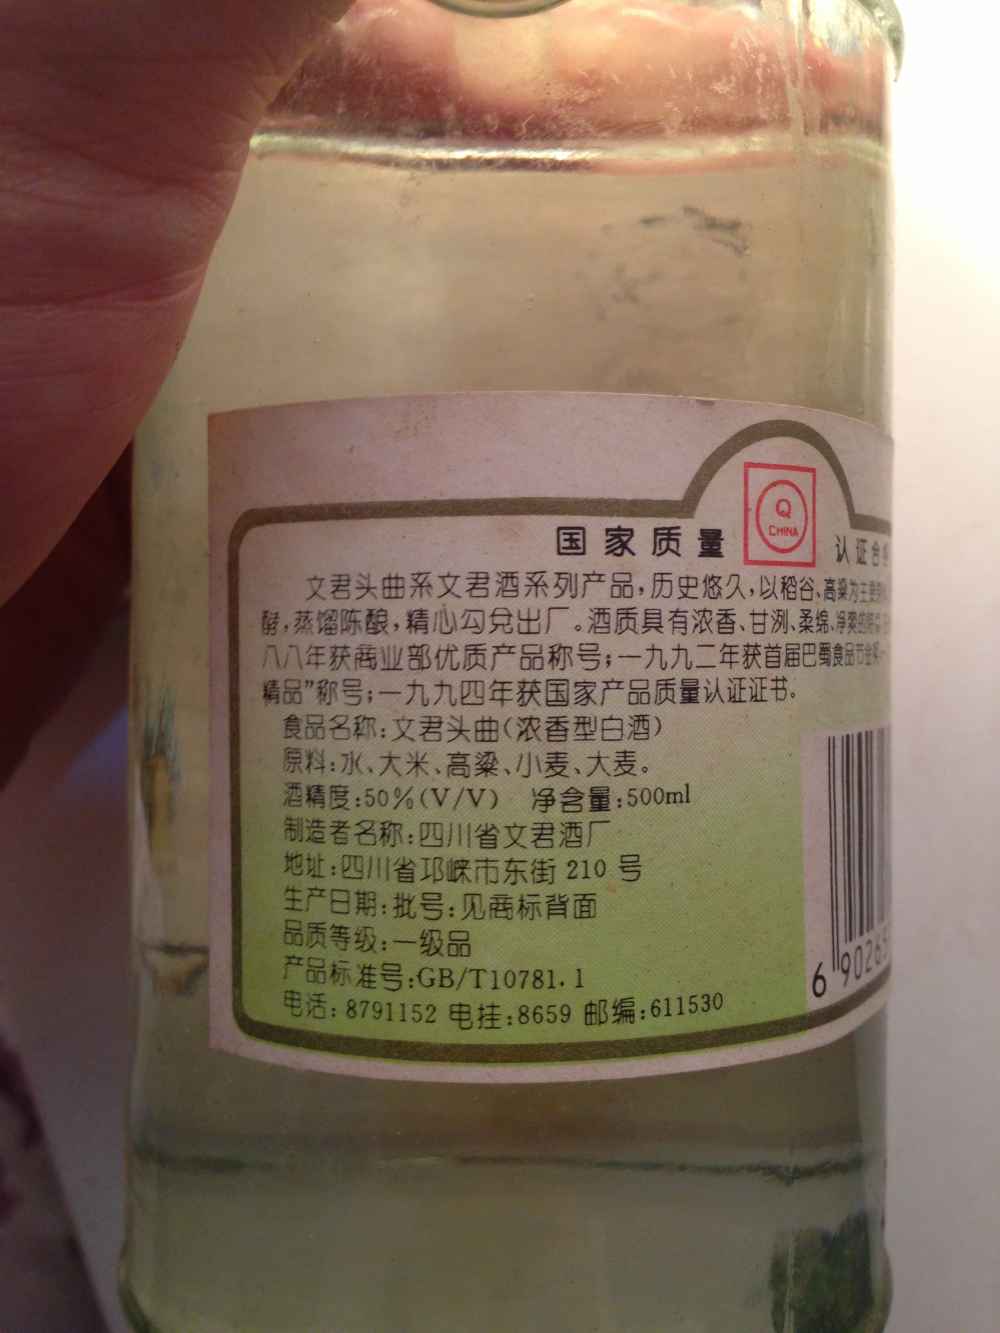 国家质量
Q
CHINA
认证合
文君头曲系文君酒系列产品，历史悠久，以稻谷、高粱为主要
酵，蒸馏陈酿，精心勾兑出厂。酒质具有浓香、甘洌、柔绵、净爽的
八八年获商业部优质产品称号；一九九二年获首届巴蜀食品节金奖
精品”称号；一九九四年获国家产品质量认证证书。
食品名称：文君头曲（浓香型白酒）
原料：水、大米、高粱、小麦、大麦。
酒精度：50％(V/V) 净含量：500ml
制造者名称：四川省文君酒厂
地址：四川省邛崃市东街 210 号
生产日期：批号：见商标背面
品质等级：一级品
产品标准号：GB/T10781.1
电话：8791152 电挂：8659 邮编：611530
6 90265